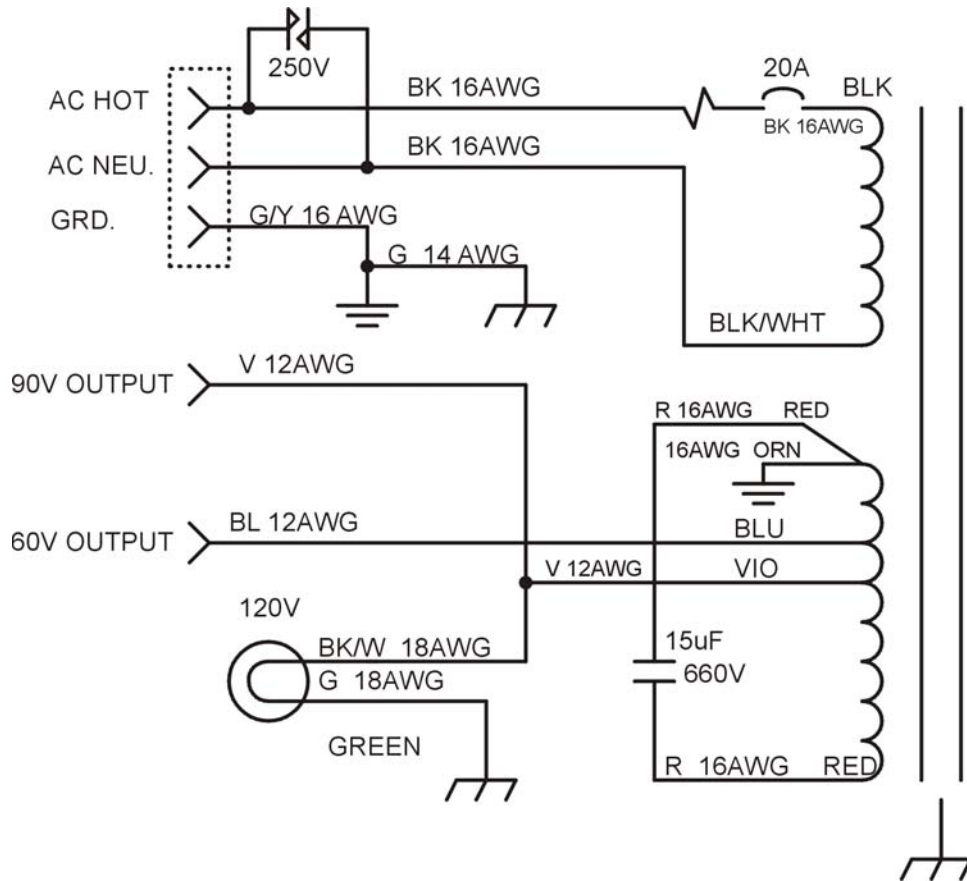 250V
20A
BLK
AC HOT
BK 16AWG
BK 16AWG
AC NEU.
BK 16AWG
GRD.
G/Y 16 AWG
G 14 AWG
BLK/WHT
90V OUTPUT
V 12AWG
R 16AWG RED
16AWG ORN
60V OUTPUT
BL 12AWG
BLU
V 12AWG
VIO
120V
BK/W 18AWG
G 18AWG
15uF
660V
GREEN
R 16AWG RED